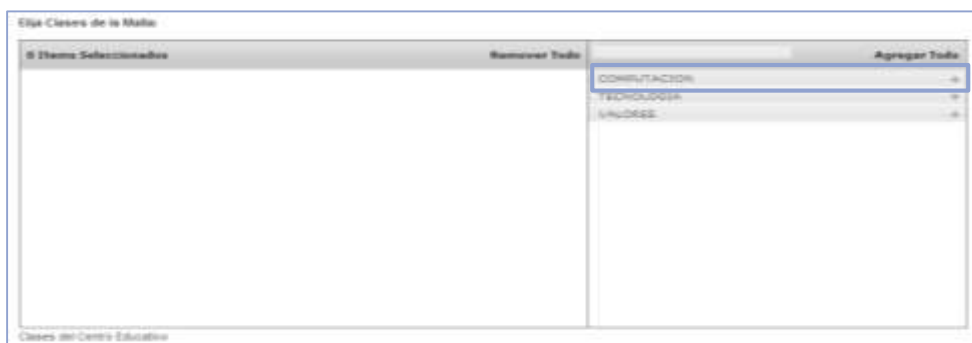 Elija Clases de la Malla:
0 Items Seleccionados Remover Todo Agregar Todo
COMPUTACION +
TECNOLOGIA +
VALORES +
Clases del Centro Educativo